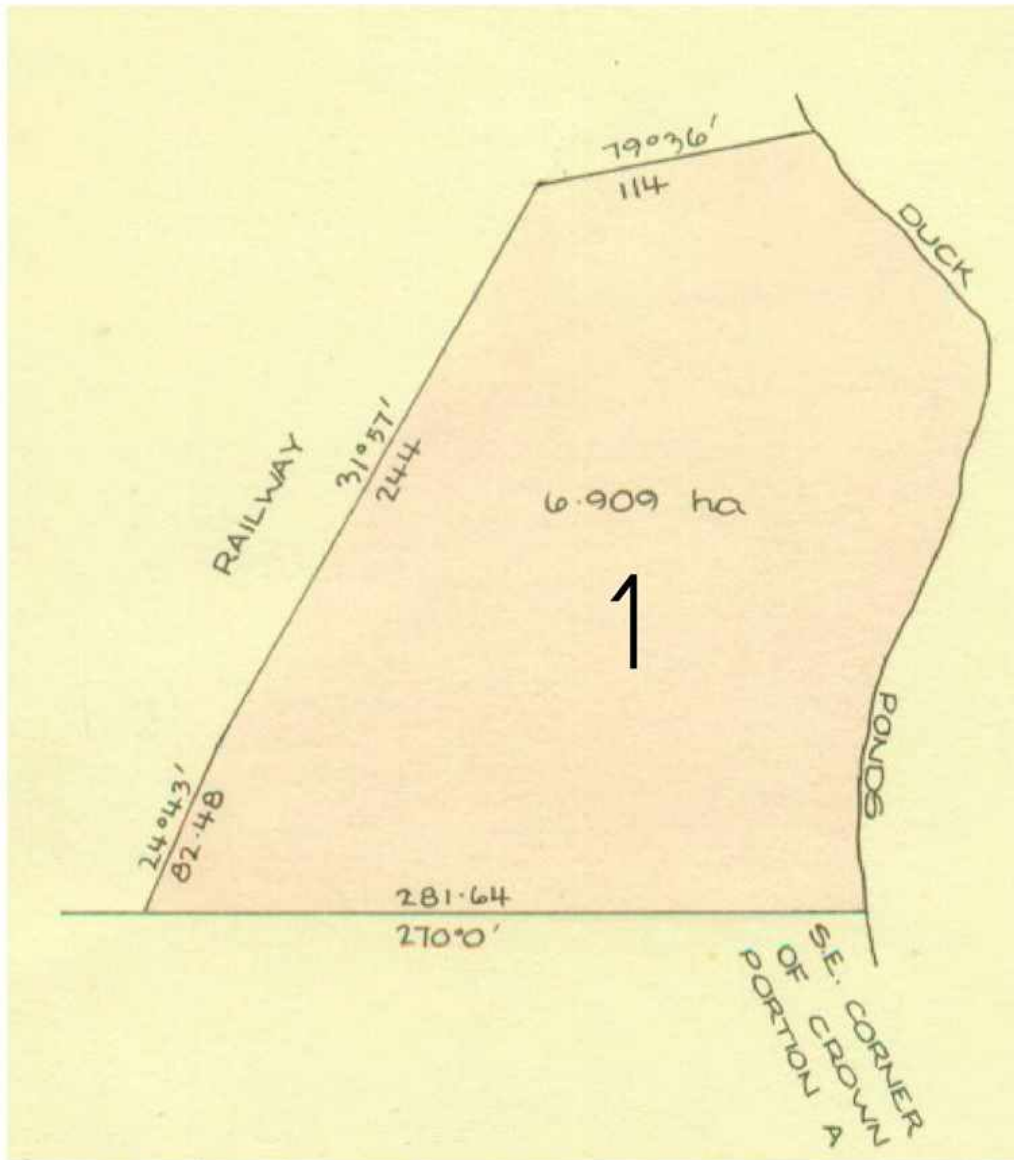 79°36'
114
DUCK
31°57'
244
RAILWAY
6.909 ha
1
PONDS
24°43'
82.48
281.64
270°0'
S.E. CORNER
OF CROWN
PORTION A